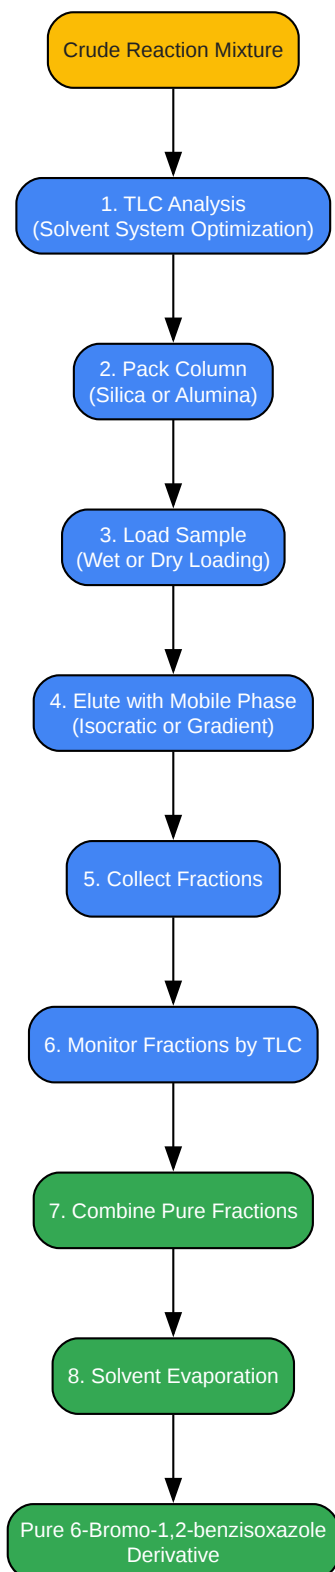 Crude Reaction Mixture
1. TLC Analysis
(Solvent System Optimization)
2. Pack Column
(Silica or Alumina)
3. Load Sample
(Wet or Dry Loading)
4. Elute with Mobile Phase
(Isocratic or Gradient)
5. Collect Fractions
6. Monitor Fractions by TLC
7. Combine Pure Fractions
8. Solvent Evaporation
Pure 6-Bromo-1,2-benzisoxazole
Derivative